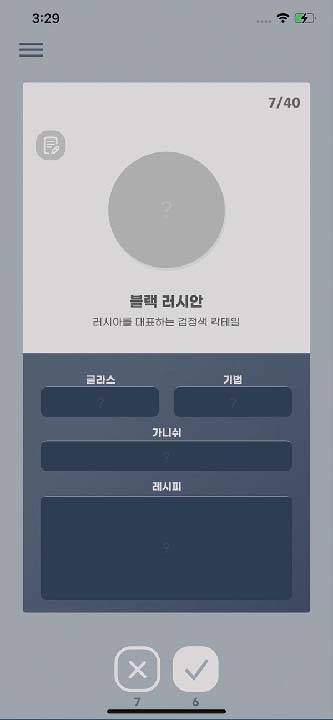 3:29
7/40
?
블랙 러시안
러시아를 대표하는 검정색 칵테일
글라스
기법
?
?
가니쉬
?
레시피
?
7
6